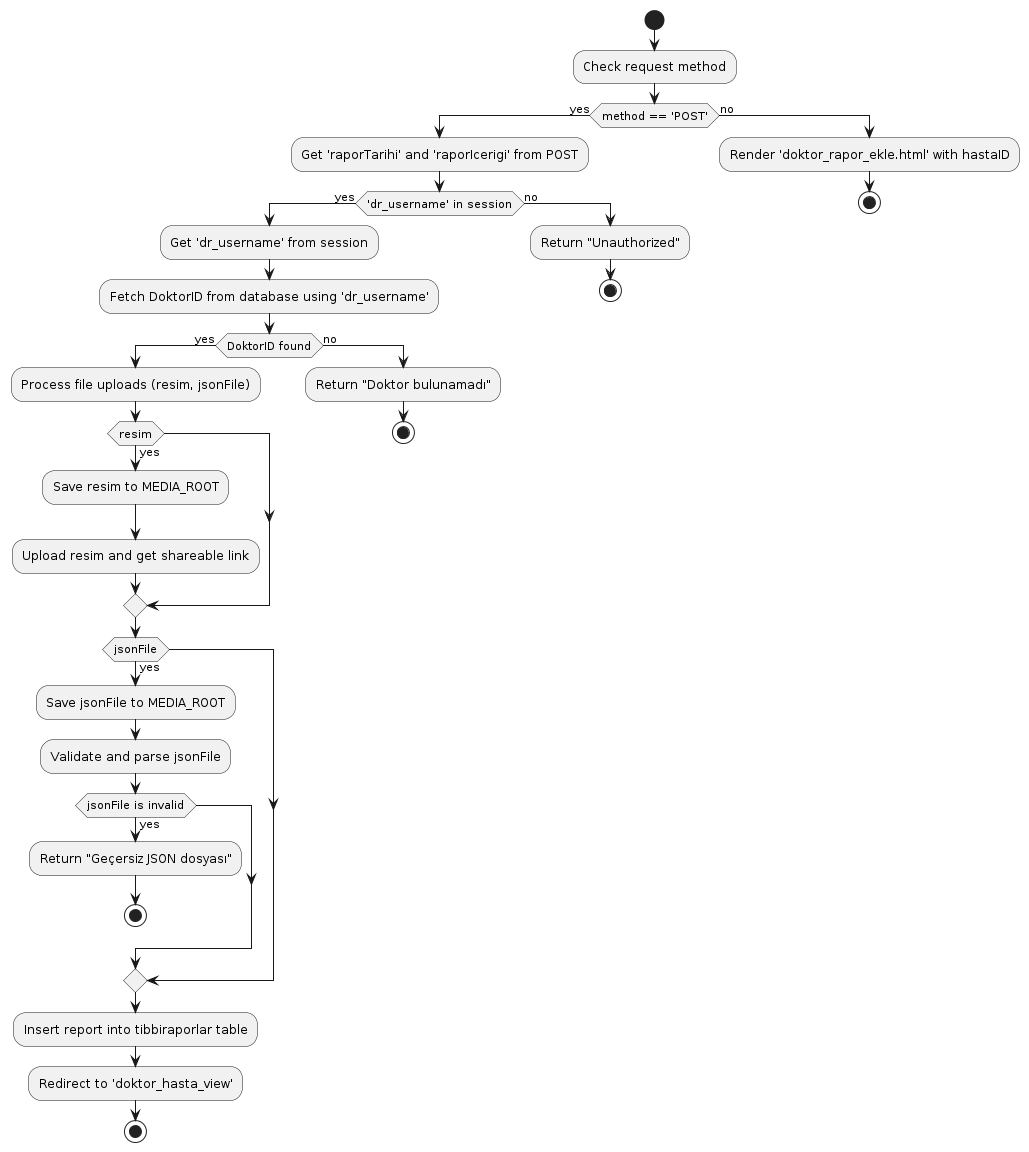 Check request method
yes
method == 'POST'
no
Get 'raporTarihi' and 'raporIcerigi' from POST
Render 'doktor_rapor_ekle.html' with hastaID
yes
'dr_username' in session
no
Get 'dr_username' from session
Return "Unauthorized"
Fetch DoktorID from database using 'dr_username'
yes
DoktorID found
no
Process file uploads (resim, jsonFile)
Return "Doktor bulunamadı"
resim
yes
Save resim to MEDIA_ROOT
Upload resim and get shareable link
jsonFile
yes
Save jsonFile to MEDIA_ROOT
Validate and parse jsonFile
jsonFile is invalid
yes
Return "Geçersiz JSON dosyası"
Insert report into tibbiraporlar table
Redirect to 'doktor_hasta_view'